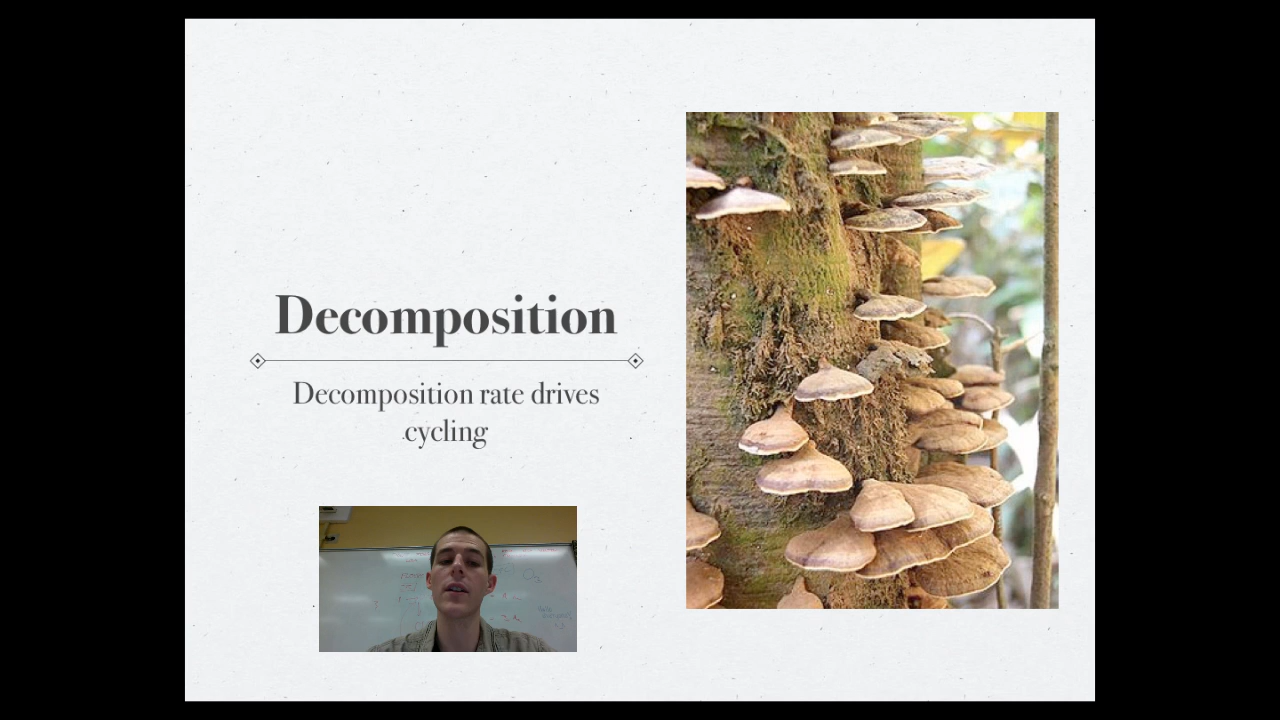 Decomposition
Decomposition rate drives
cycling